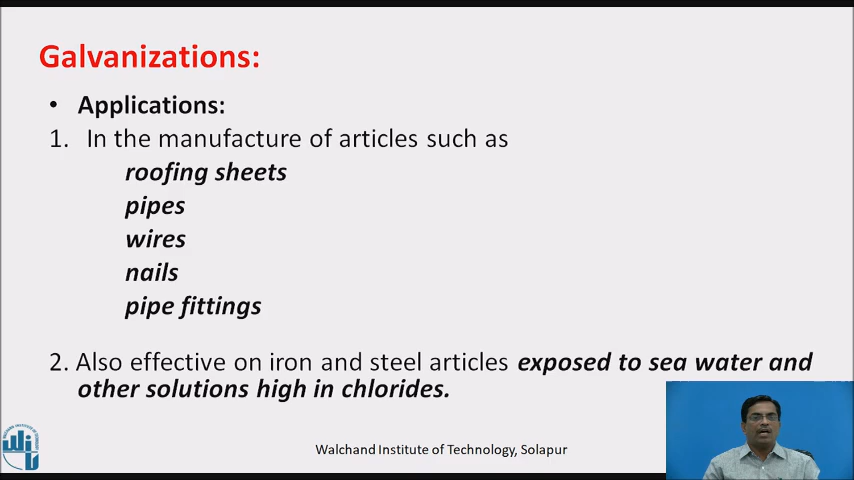 Galvanizations:
• Applications:
1. In the manufacture of articles such as
roofing sheets
pipes
wires
nails
pipe fittings
2. Also effective on iron and steel articles exposed to sea water and
other solutions high in chlorides.
Walchand Institute of Technology, Solapur